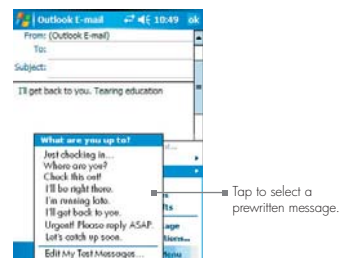 Outlook E-mail 10:49 ok
From: (Outlook E-mail)
To:
Subject:
I'll get back to you. Tearing education
What are you up to?
Just checking in...
Where are you?
Check this out!
I'll be right there.
I'm running late.
I'll get back to you.
Urgent! Please reply ASAP.
Let's catch up soon.
Edit My Text Messages...
Menu
Tap to select a
prewritten message.